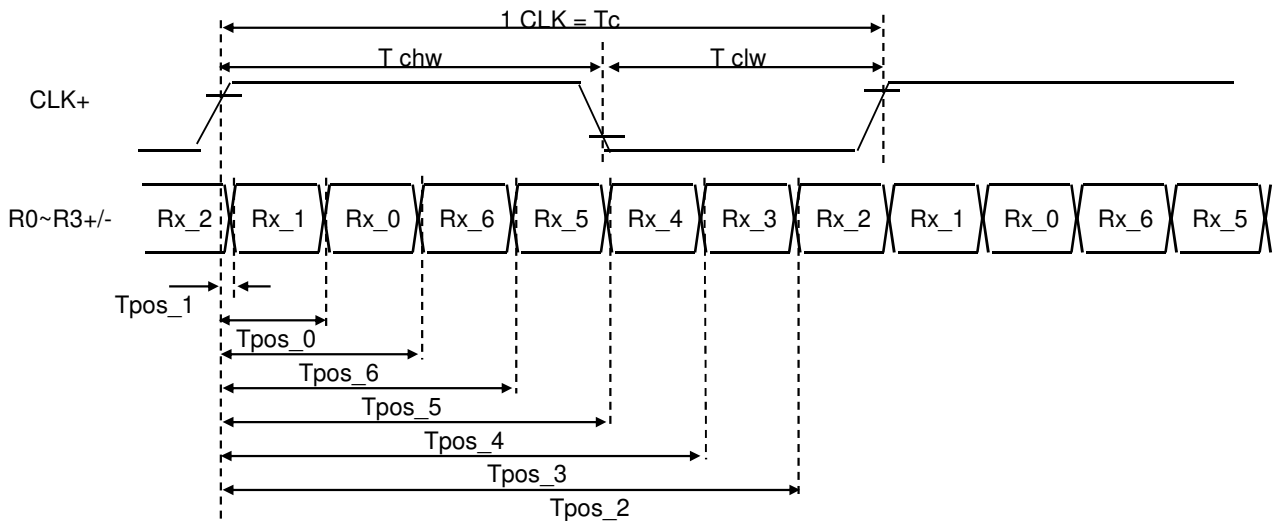 1 CLK = Tc
T chw T clw
CLK+
R0~R3+/- Rx_2 Rx_1 Rx_0 Rx_6 Rx_5 Rx_4 Rx_3 Rx_2 Rx_1 Rx_0 Rx_6 Rx_5
Tpos_1
Tpos_0
Tpos_6
Tpos_5
Tpos_4
Tpos_3
Tpos_2